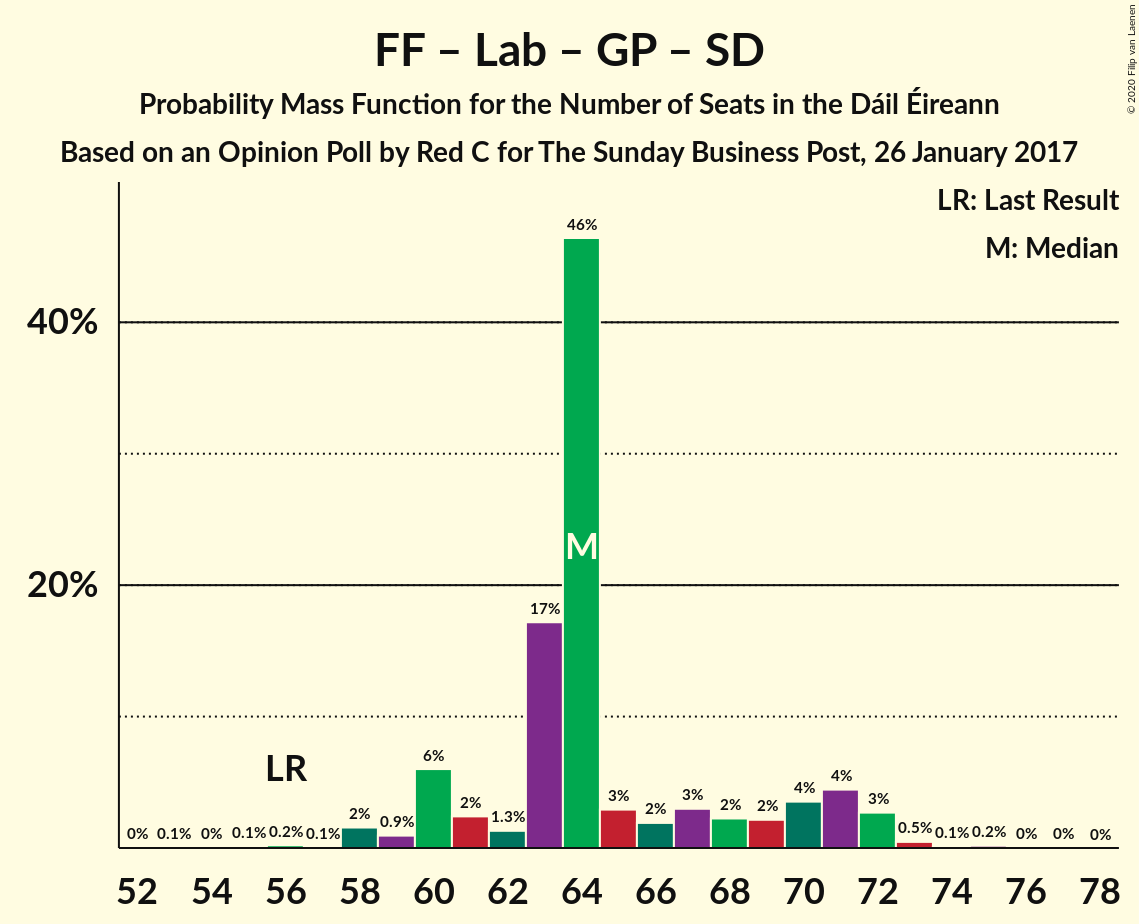 FF – Lab – GP – SD
Probability Mass Function for the Number of Seats in the Dáil Éireann
Based on an Opinion Poll by Red C for The Sunday Business Post, 26 January 2017
© 2020 Filip van Laenen
LR: Last Result
M: Median
46%
40%
M
20%
17%
LR
0% 0.1% 0% 0.1% 0.2% 0.1% 2% 0.9% 6% 2% 1.3% 3% 2% 3% 2% 2% 4% 4% 3% 0.5% 0.1% 0.2% 0% 0% 0%
52 54 56 58 60 62 64 66 68 70 72 74 76 78